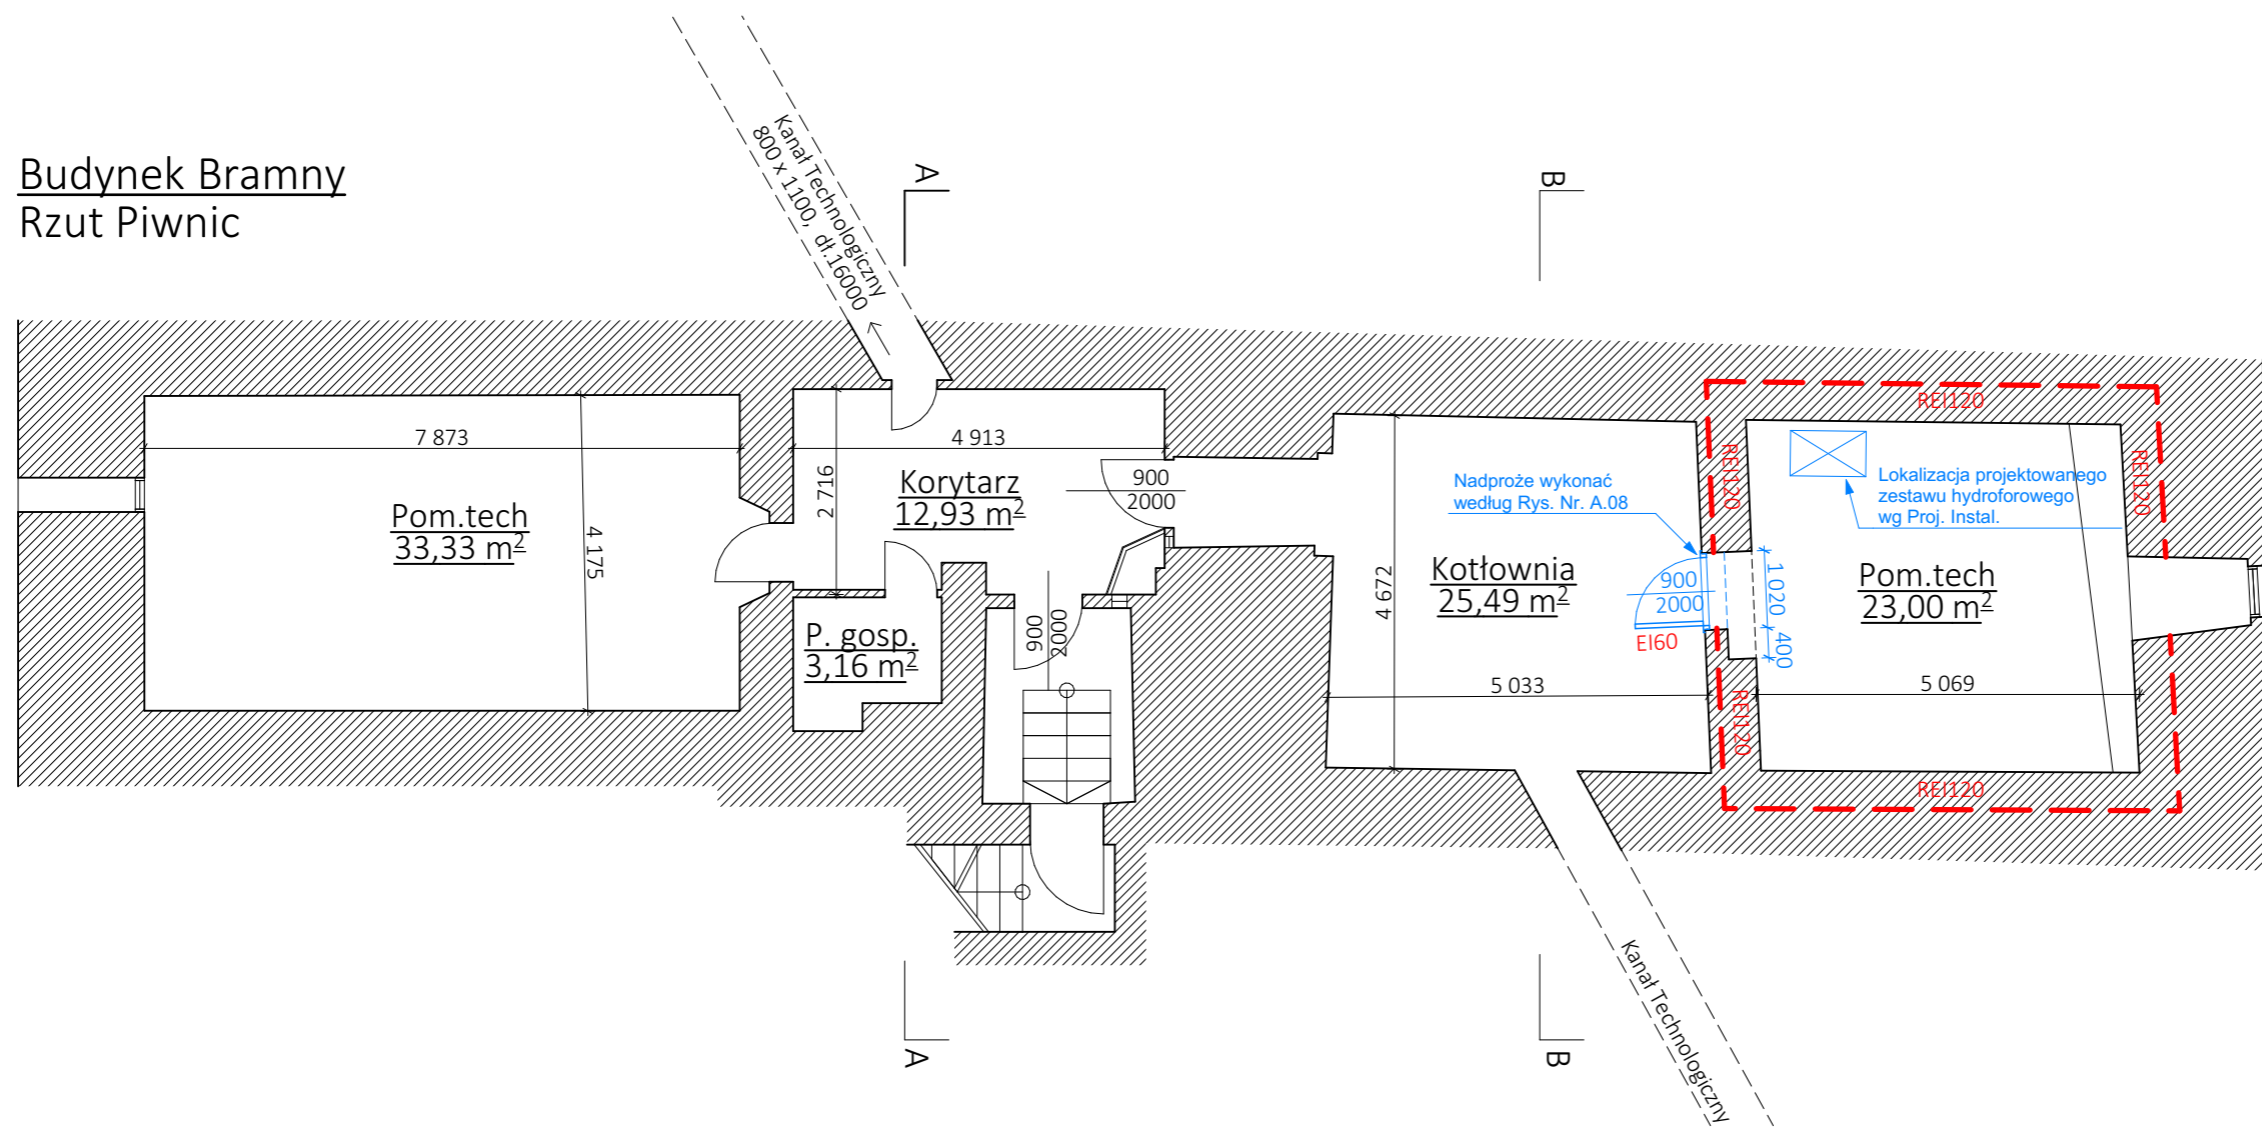 Budynek Bramny
Rzut Piwnic
Kanał Technologiczny
800 x 1100, dł.16000
A
B
7 873
4 175
Pom.tech
33,33 m²
4 913
2 716
Korytarz
12,93 m²
900
2000
P. gosp.
3,16 m²
900
2000
Nadproże wykonać
według Rys. Nr. A.08
4 672
Kotłownia
25,49 m²
5 033
900
2000
EI60
1 020
400
REI120
REI120
REI120
REI120
REI120
Lokalizacja projektowanego
zestawu hydroforowego
wg Proj. Instal.
Pom.tech
23,00 m²
5 069
Kanał Technologiczny
A
B